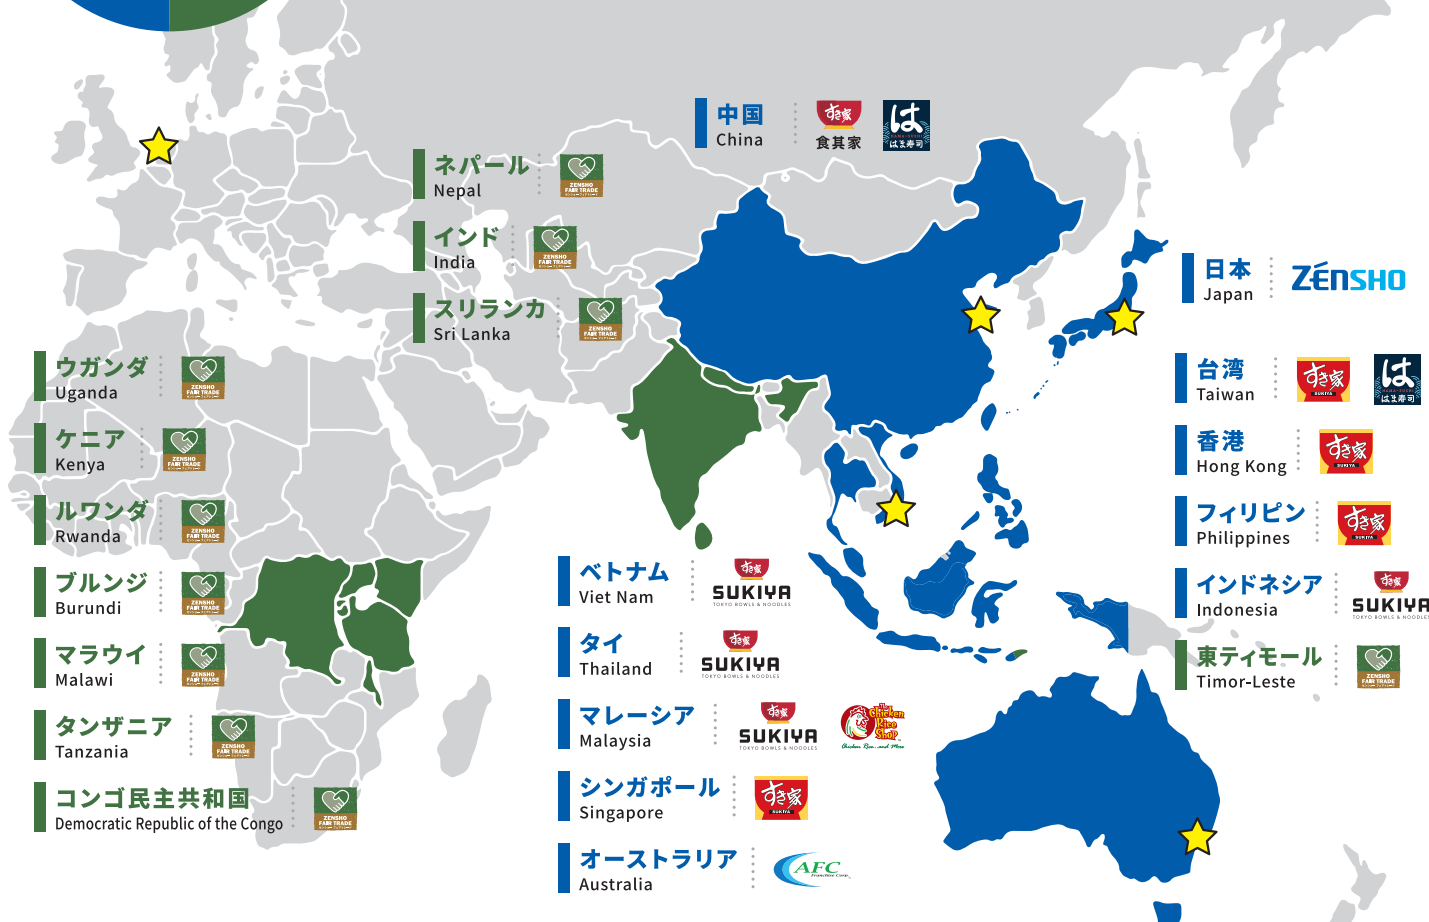 中国
China
すき家
食其家
は
HAMA-SUSHI
はま寿司
ネパール
Nepal
ZENSHO
FAIR TRADE
インド
India
ZENSHO
FAIR TRADE
スリランカ
Sri Lanka
ZENSHO
FAIR TRADE
ウガンダ
Uganda
ZENSHO
FAIR TRADE
ケニア
Kenya
ZENSHO
FAIR TRADE
ルワンダ
Rwanda
ZENSHO
FAIR TRADE
ブルンジ
Burundi
ZENSHO
FAIR TRADE
マラウイ
Malawi
ZENSHO
FAIR TRADE
タンザニア
Tanzania
ZENSHO
FAIR TRADE
コンゴ民主共和国
Democratic Republic of the Congo
ZENSHO
FAIR TRADE
ベトナム
Viet Nam
すき家
SUKIYA
TOKYO BOWLS & NOODLES
タイ
Thailand
すき家
SUKIYA
TOKYO BOWLS & NOODLES
マレーシア
Malaysia
すき家
SUKIYA
TOKYO BOWLS & NOODLES
The
Chicken
Rice
Shop
Chicken Rice...and More
シンガポール
Singapore
すき家
SUKIYA
オーストラリア
Australia
AFC
Franchise Corp.
日本
Japan
ZENSHO
台湾
Taiwan
すき家
SUKIYA
は
HAMA-SUSHI
はま寿司
香港
Hong Kong
すき家
SUKIYA
フィリピン
Philippines
すき家
SUKIYA
インドネシア
Indonesia
すき家
SUKIYA
TOKYO BOWLS & NOODLES
東ティモール
Timor-Leste
ZENSHO
FAIR TRADE